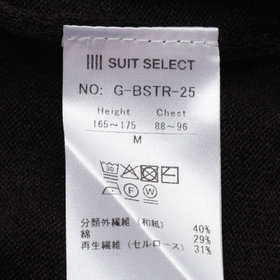 SUIT SELECT
NO: G-BSTR-25
Height Chest
165～175 88～96
M
分類外繊維（和紙） 40%
綿 29%
再生繊維（セルロース） 31%